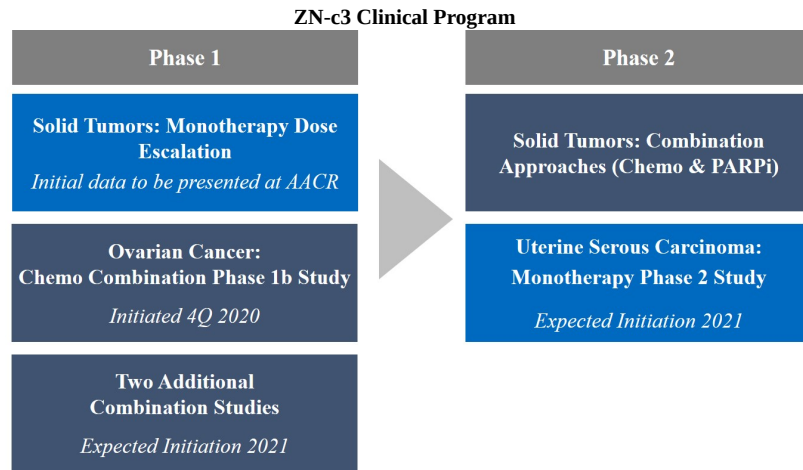 ZN-c3 Clinical Program
Phase 1
Solid Tumors: Monotherapy Dose
Escalation
Initial data to be presented at AACR
Ovarian Cancer:
Chemo Combination Phase 1b Study
Initiated 4Q 2020
Two Additional
Combination Studies
Expected Initiation 2021
Phase 2
Solid Tumors: Combination
Approaches (Chemo & PARPi)
Uterine Serous Carcinoma:
Monotherapy Phase 2 Study
Expected Initiation 2021